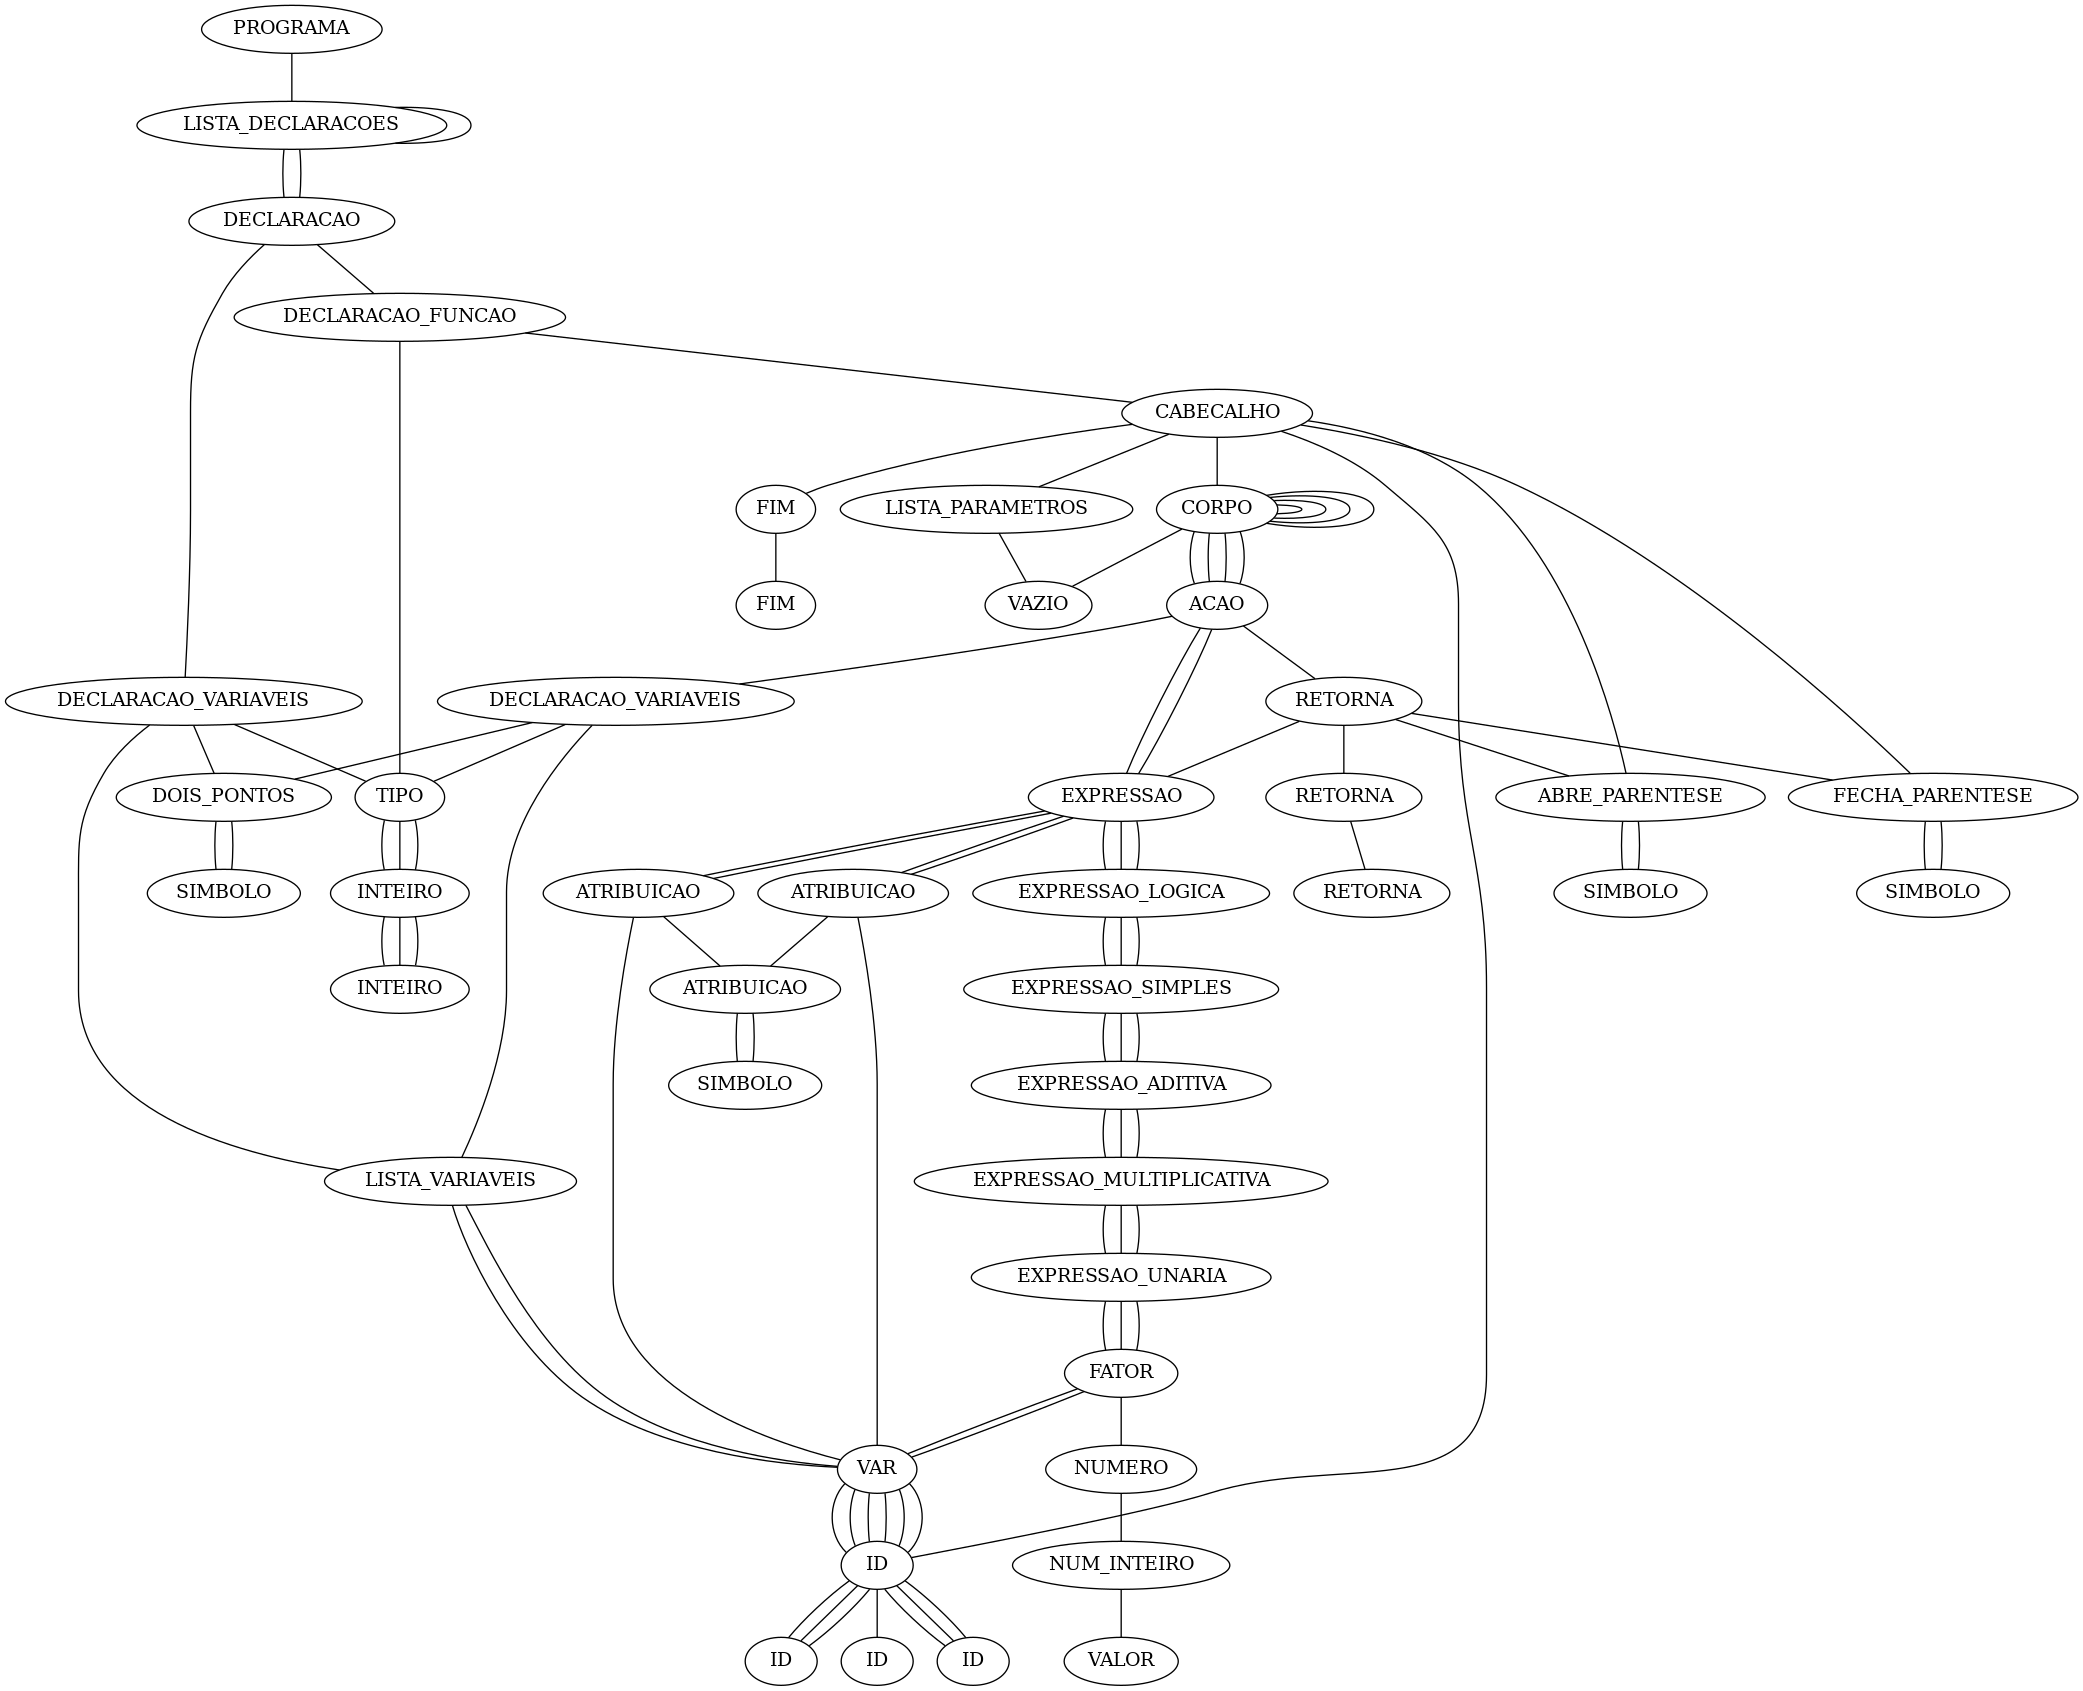 PROGRAMA
LISTA_DECLARACOES
DECLARACAO
DECLARACAO_FUNCAO
CABECALHO
FIM
LISTA_PARAMETROS
CORPO
FIM
VAZIO
ACAO
DECLARACAO_VARIAVEIS
DECLARACAO_VARIAVEIS
RETORNA
DOIS_PONTOS
TIPO
EXPRESSAO
RETORNA
ABRE_PARENTESE
FECHA_PARENTESE
SIMBOLO
INTEIRO
ATRIBUICAO
ATRIBUICAO
EXPRESSAO_LOGICA
RETORNA
SIMBOLO
SIMBOLO
INTEIRO
ATRIBUICAO
EXPRESSAO_SIMPLES
SIMBOLO
EXPRESSAO_ADITIVA
LISTA_VARIAVEIS
EXPRESSAO_MULTIPLICATIVA
EXPRESSAO_UNARIA
FATOR
VAR
NUMERO
ID
NUM_INTEIRO
ID
ID
ID
VALOR